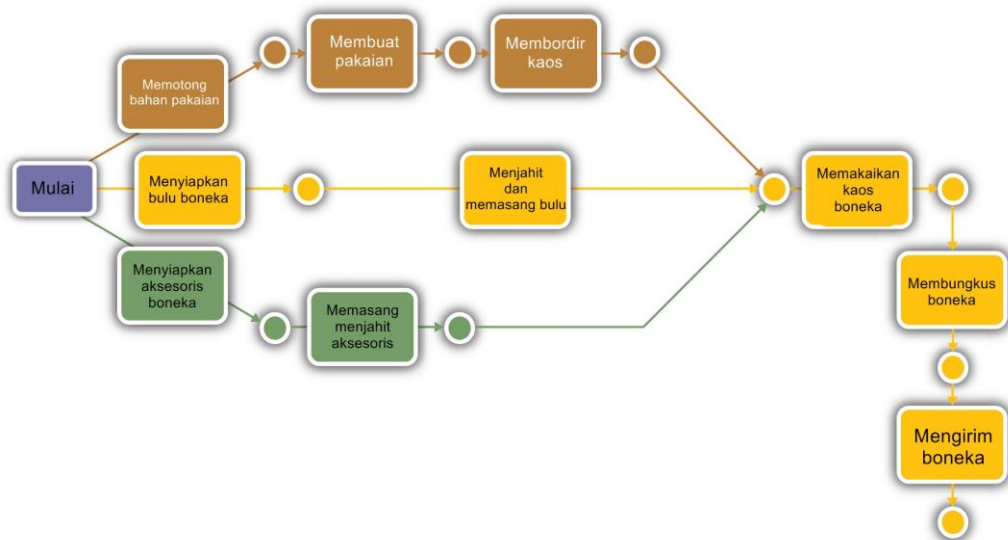 Mulai
Memotong
bahan pakaian
Membuat
pakaian
Membordir
kaos
Menyiapkan
bulu boneka
Menjahit
dan
memasang bulu
Menyiapkan
aksesoris
boneka
Memasang
menjahit
aksesoris
Memakaikan
kaos
boneka
Membungkus
boneka
Mengirim
boneka